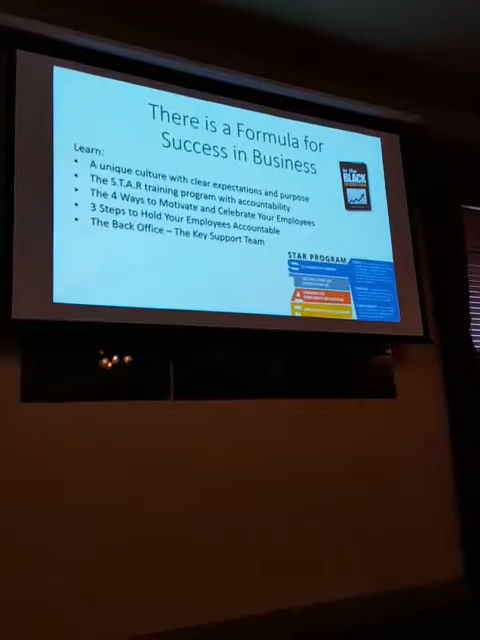 There is a Formula for
Success in Business
Learn:
• A unique culture with clear expectations and purpose
• The S.T.A.R training program with accountability
• The 4 Ways to Motivate and Celebrate Your Employees
• 3 Steps to Hold Your Employees Accountable
• The Back Office – The Key Support Team
in the
BLACK
STAR PROGRAM